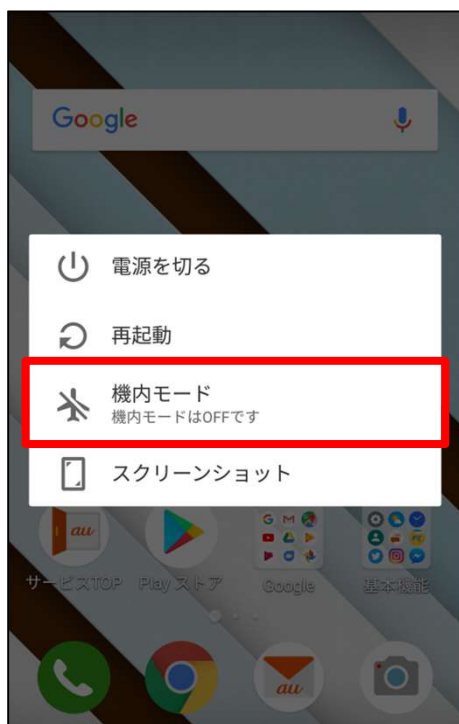 Google
電源を切る
再起動
機内モード
機内モードはOFFです
スクリーンショット
au
サービスTOP
Play ストア
Google
基本機能
au